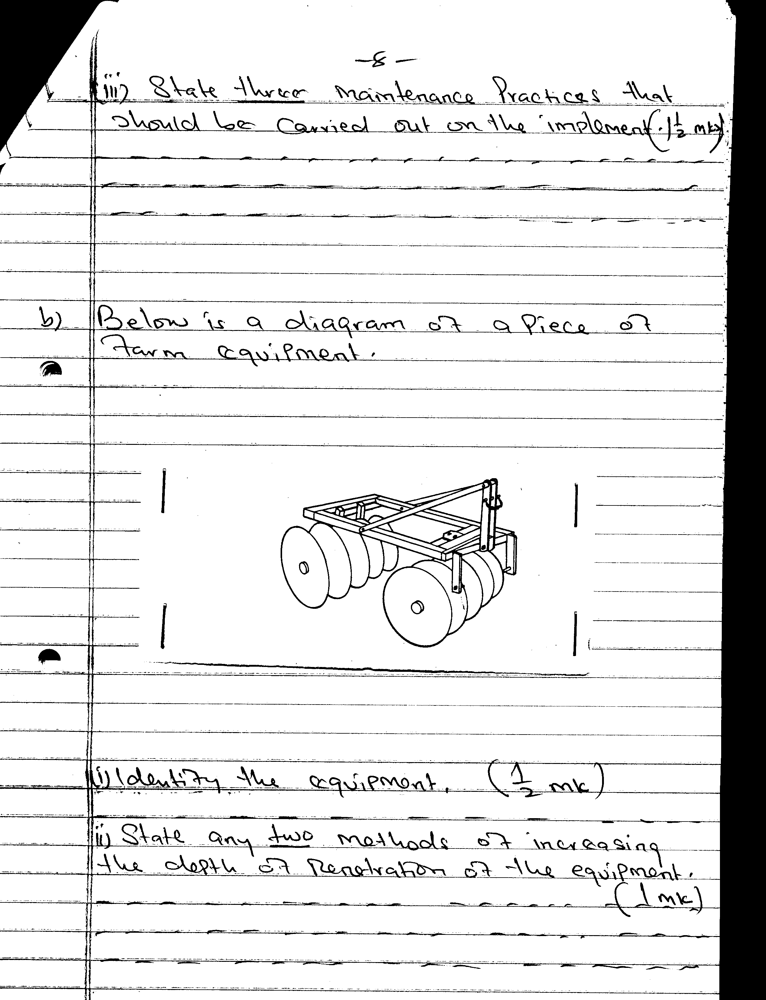 -8-
(iii) State three maintenance Practices that
should be carried out on the implement. (1 1/2 mks)
b) Below is a diagram of a Piece of
farm equipment.
(i) Identify the equipment. (1/2 mk)
ii) State any two methods of increasing
the depth of Penetration of the equipment.
(1 mk)